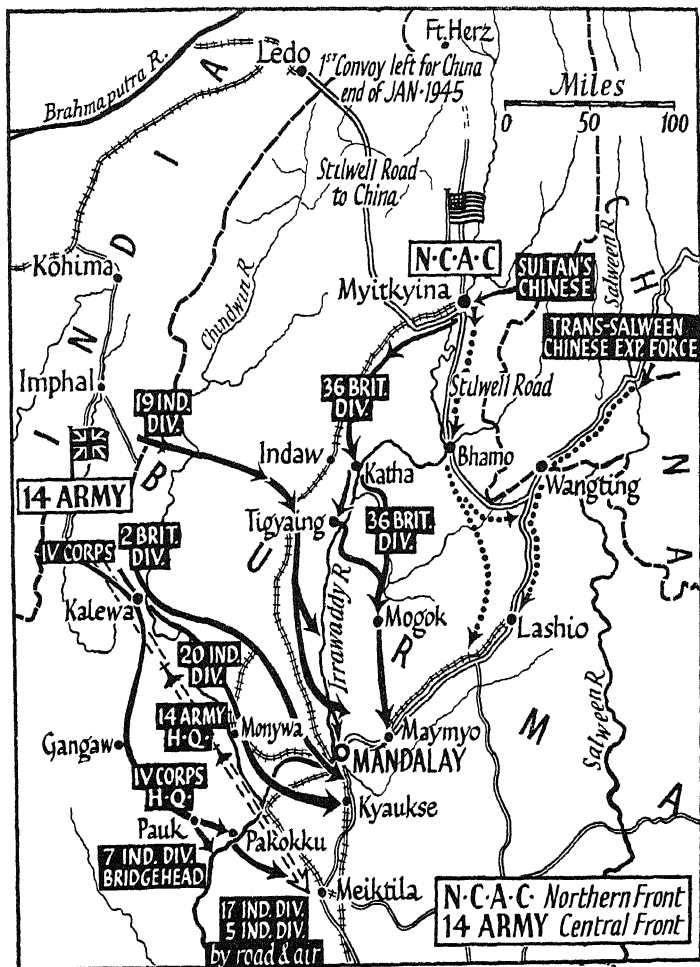 Ft. Herz
Ledo
1ST Convoy left for China
end of JAN·1945
Brahmaputra R.
Miles
0 50 100
Stilwell Road
to China
INDIA
Salween R
N·C·A·C
Kohima
Chindwin R
Myitkyina
SULTAN'S
CHINESE
CHINA
TRANS-SALWEEN
CHINESE EXP. FORCE
Imphal
19 IND.
DIV.
36 BRIT.
DIV.
Stilwell Road
Indaw
Katha
Bhamo
Wangting
14 ARMY
BURMA
Tigyaing
36 BRIT.
DIV.
IV CORPS
2 BRIT.
DIV.
Kalewa
Irrawaddy R
Mogok
Lashio
20 IND.
DIV.
14 ARMY
H·Q·
Monywa
Maymyo
Salween R
Gangaw
MANDALAY
IV CORPS
H·Q·
Kyaukse
Pauk
Pakokku
7 IND. DIV.
BRIDGEHEAD
Meiktila
17 IND. DIV.
5 IND. DIV.
by road & air
N·C·A·C· Northern Front
14 ARMY Central Front